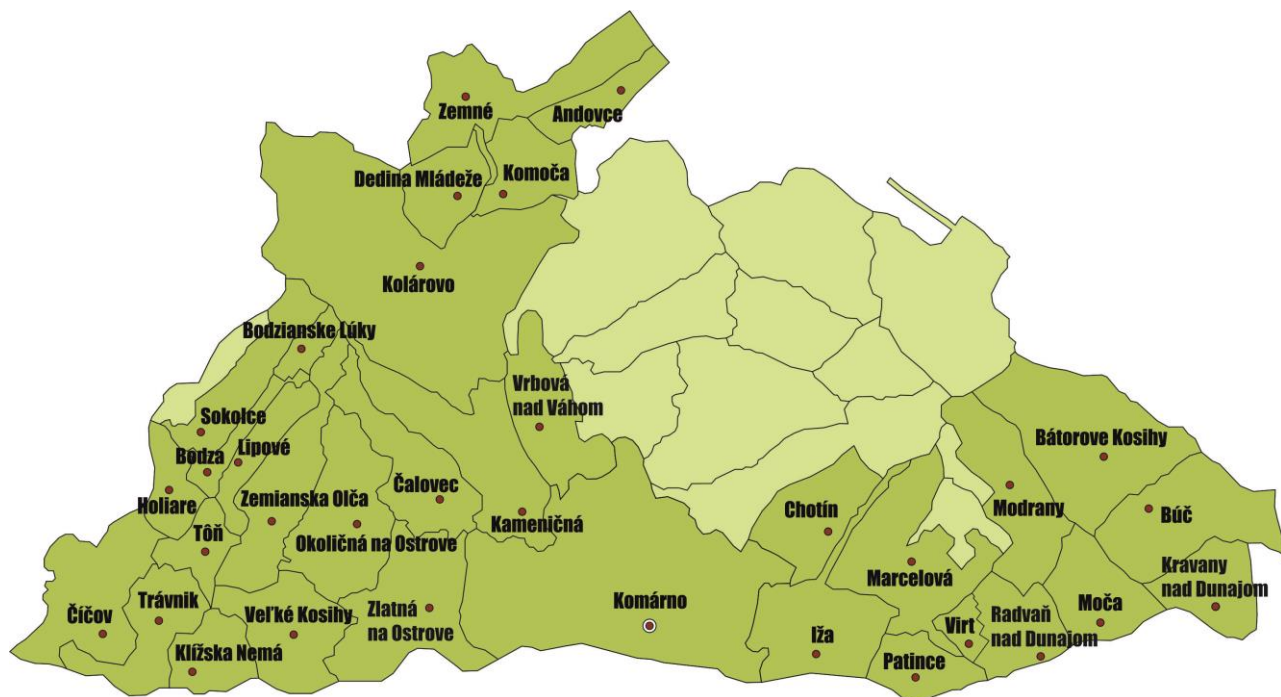 Zemné
Andovce
Dedina Mládeže
Komoča
Kolárovo
Bodzianske Lúky
Vrbová
nad Váhom
Sokolce
Bodza
Lipové
Holiare
Zemianska Olča
Čalovec
Kameničná
Okoličná na Ostrove
Tôň
Chotín
Marcelová
Modrany
Bátorove Kosihy
Búč
Kravany
nad Dunajom
Číčov
Trávnik
Klížska Nemá
Veľké Kosihy
Zlatná
na Ostrove
Komárno
Iža
Patince
Virt
Radvaň
nad Dunajom
Moča